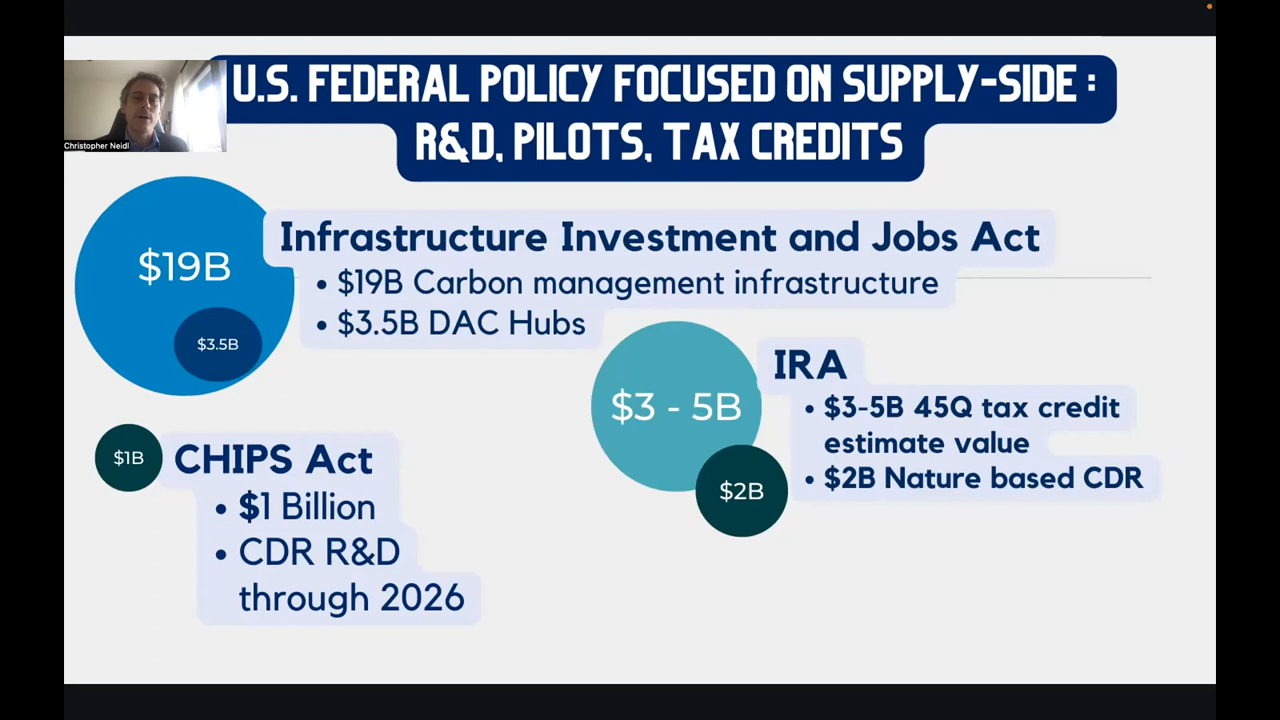 U.S. FEDERAL POLICY FOCUSED ON SUPPLY-SIDE :
R&D, PILOTS, TAX CREDITS
Christopher Neidl
$19B
$3.5B
Infrastructure Investment and Jobs Act
• $19B Carbon management infrastructure
• $3.5B DAC Hubs
$3 - 5B
$2B
IRA
• $3-5B 45Q tax credit
estimate value
• $2B Nature based CDR
$1B
CHIPS Act
• $1 Billion
• CDR R&D
through 2026